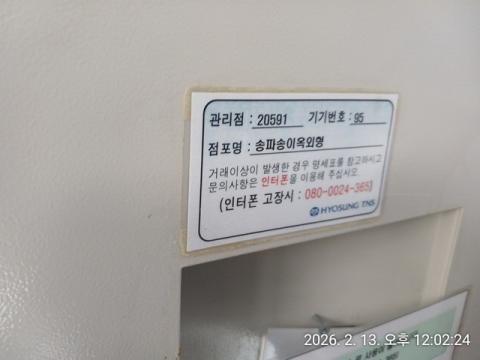 관리점 : 20591 기기번호 : 95
점포명 : 송파송이옥외형
거래이상이 발생한 경우 명세표를 참고하시고
문의사항은 인터폰을 이용해 주십시오.
(인터폰 고장시 : 080-0024-365)
HYOSUNG TNS
2026. 2. 13. 오후 12:02:24